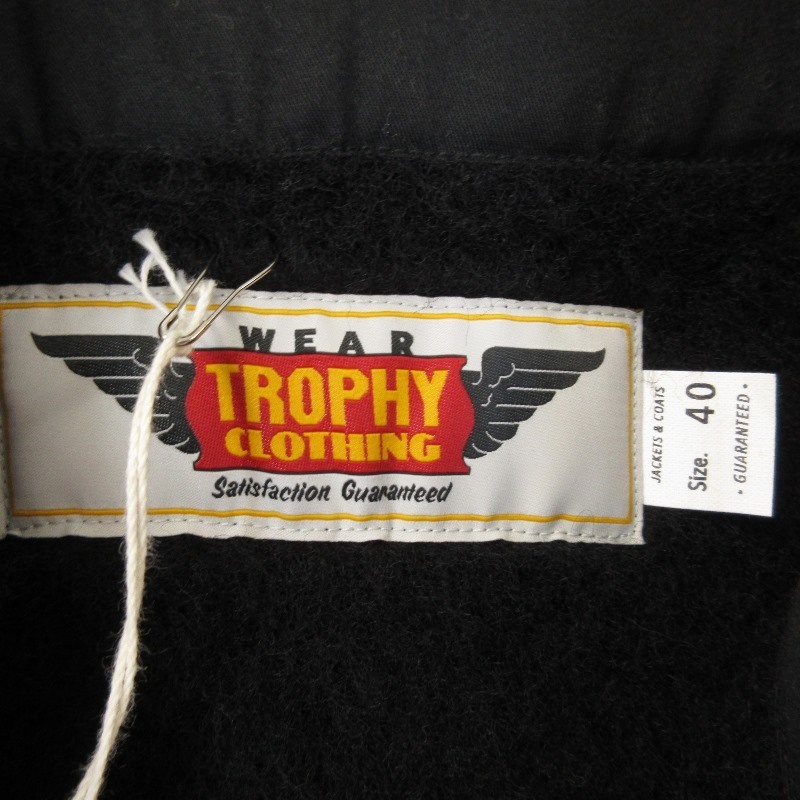 WEAR
TROPHY
CLOTHING
Satisfaction Guaranteed
JACKETS & COATS
Size. 40
• GUARANTEED •